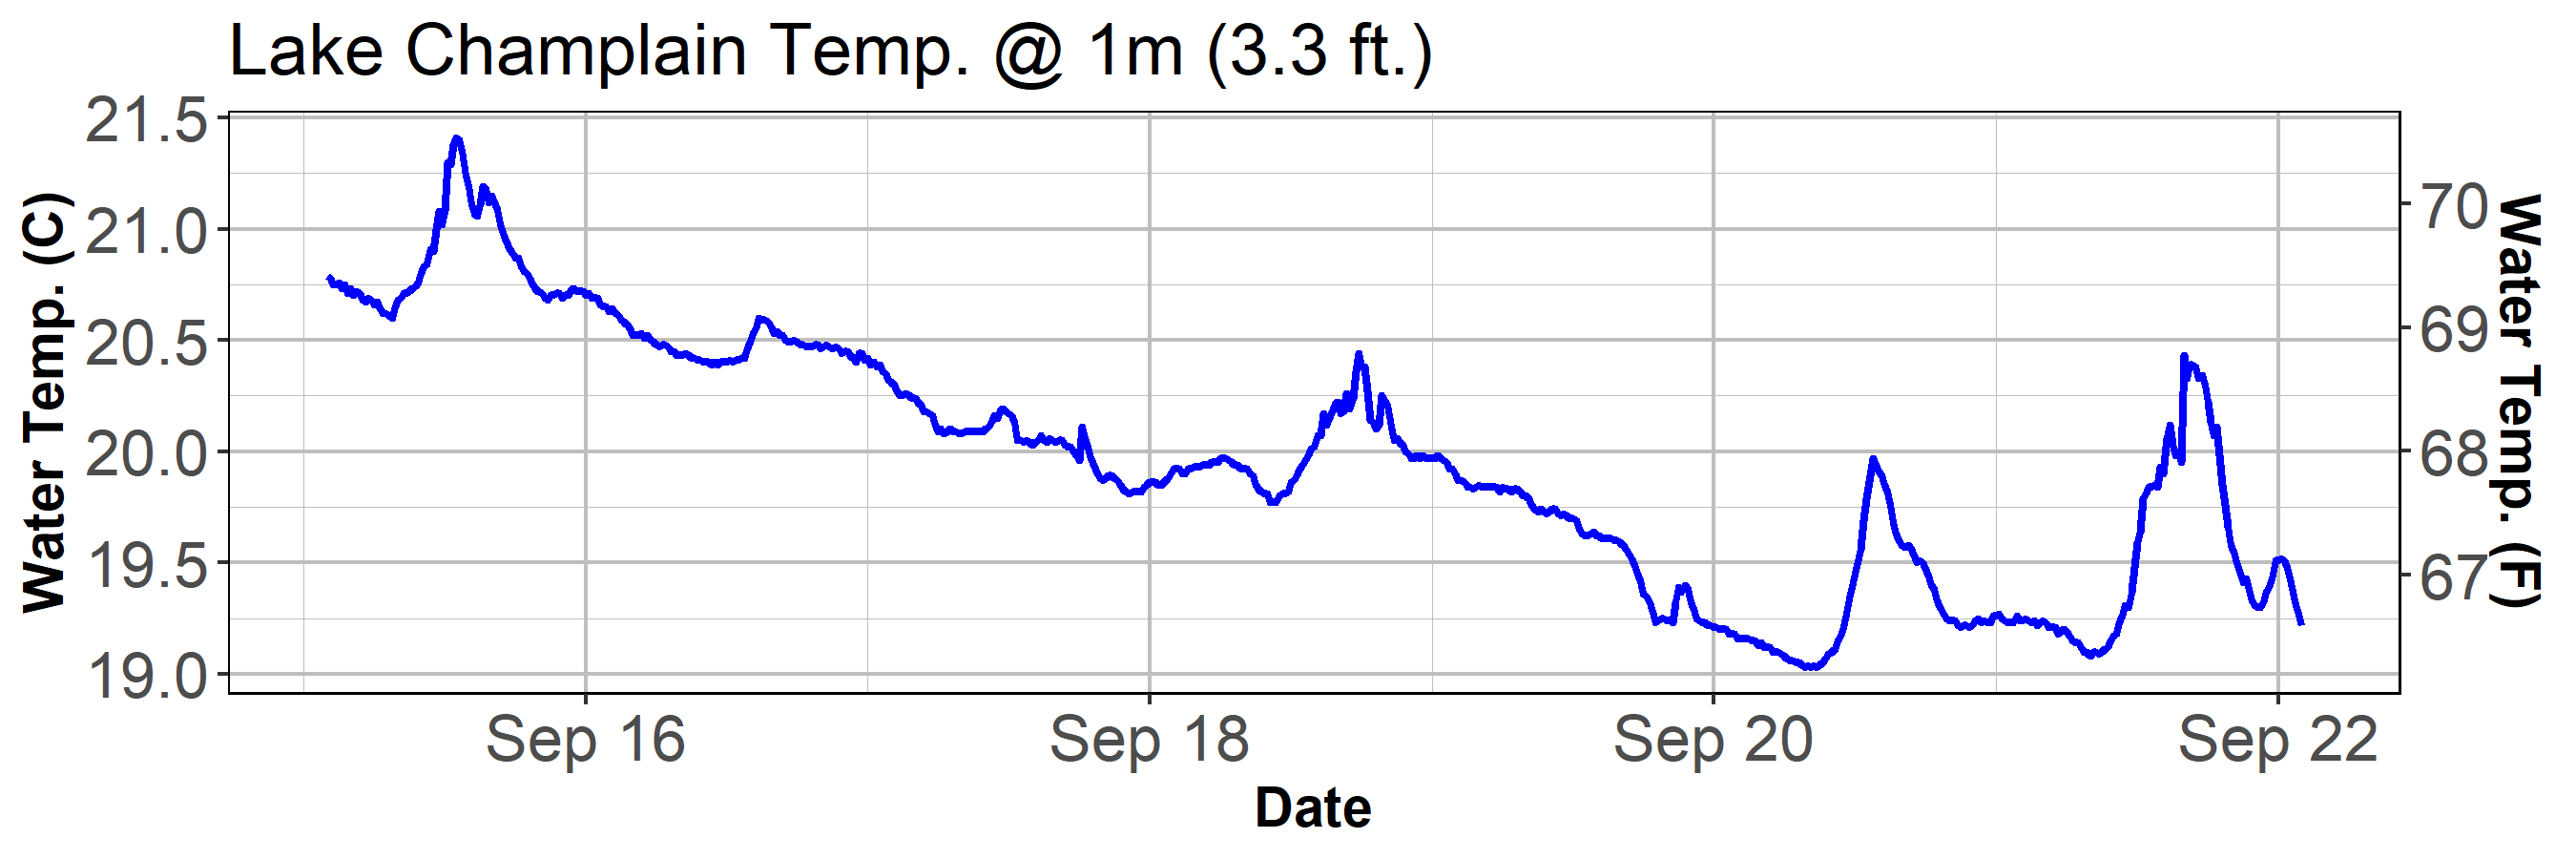 Lake Champlain Temp. @ 1m (3.3 ft.)
Water Temp. (C)
21.5
21.0
20.5
20.0
19.5
19.0
70
69
68
67
Water Temp. (F)
Sep 16
Sep 18
Sep 20
Sep 22
Date